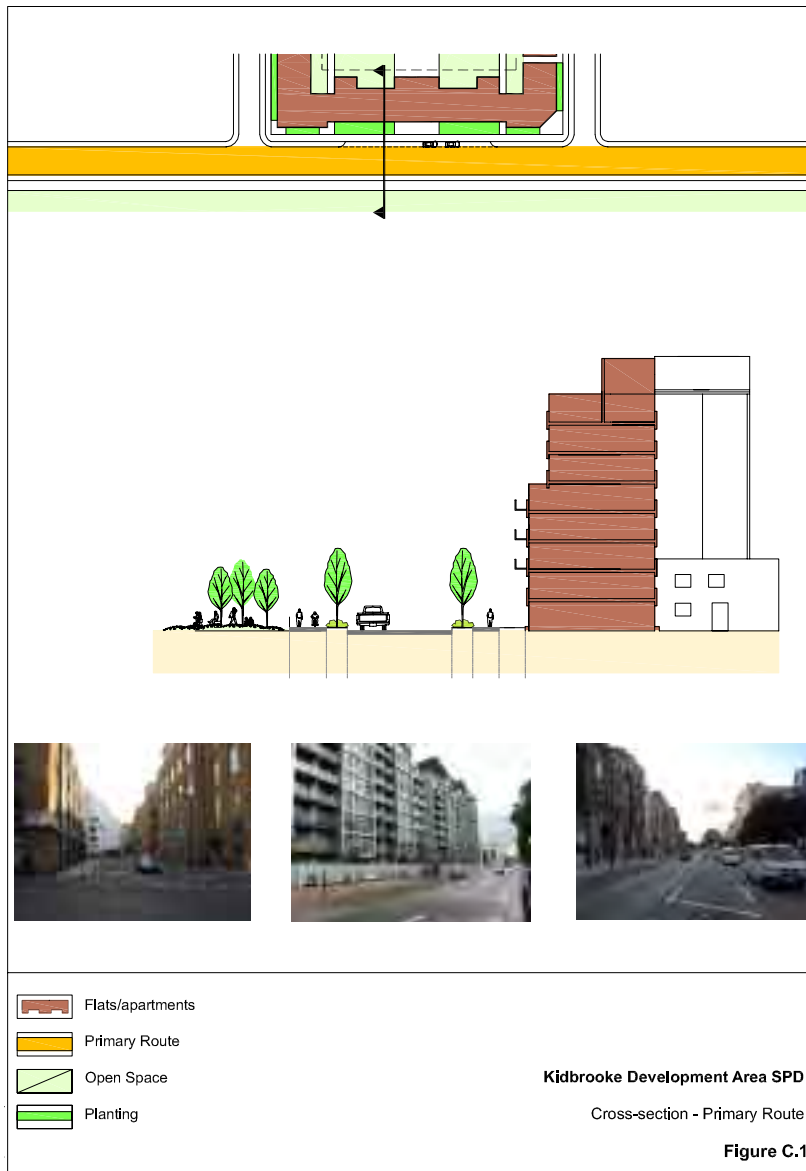 Flats/apartments
Primary Route
Open Space
Planting
Kidbrooke Development Area SPD
Cross-section - Primary Route
Figure C.1